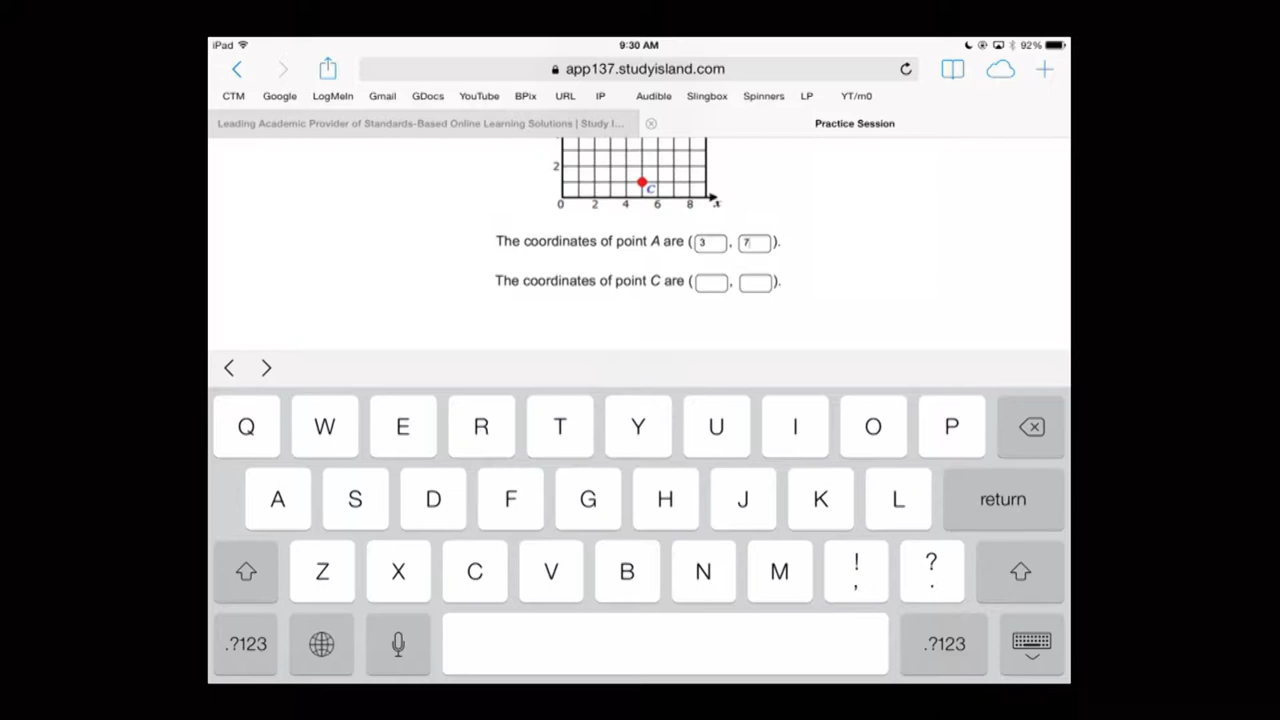 iPad 9:30 AM 92%
app137.studyisland.com
CTM Google LogMeIn Gmail GDocs YouTube BPix URL IP Audible Slingbox Spinners LP YT/m0
Leading Academic Provider of Standards-Based Online Learning Solutions | Study I... Practice Session
2
C
0 2 4 6 8 x
The coordinates of point A are ( 3 , 7 ).
The coordinates of point C are ( , ).
Q W E R T Y U I O P
A S D F G H J K L return
Z X C V B N M ! , ? .
.?123 .?123